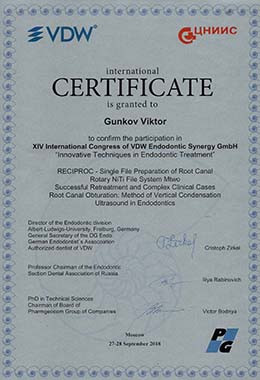 VDW®
ЦНИИС
international
CERTIFICATE
is granted to
Gunkov Viktor
to confirm the participation in
XIV International Congress of VDW Endodontic Synergy GmbH
"Innovative Techniques in Endodontic Treatment"
RECIPROC - Single File Preparation of Root Canal
Rotary NiTi File System Mtwo
Successful Retreatment and Complex Clinical Cases
Root Canal Obturation: Method of Vertical Condensation
Ultrasound in Endodontics
Director of the Endodontic division
Albert Ludwigs-University, Freiburg, Germany
General Secretary of the DG Endo
German Endodontist`s Assocoation
Authorized dentist of VDW
Cristoph Zirkel
Professor Chairman of the Endodontic
Section Dental Association of Russia
Iliya Rabinovich
PhD in Technical Sciences
Chairman of Board of
Pharmgeocom Group of Companies
Victor Bodnya
PG
Moscow
27-28 September 2018